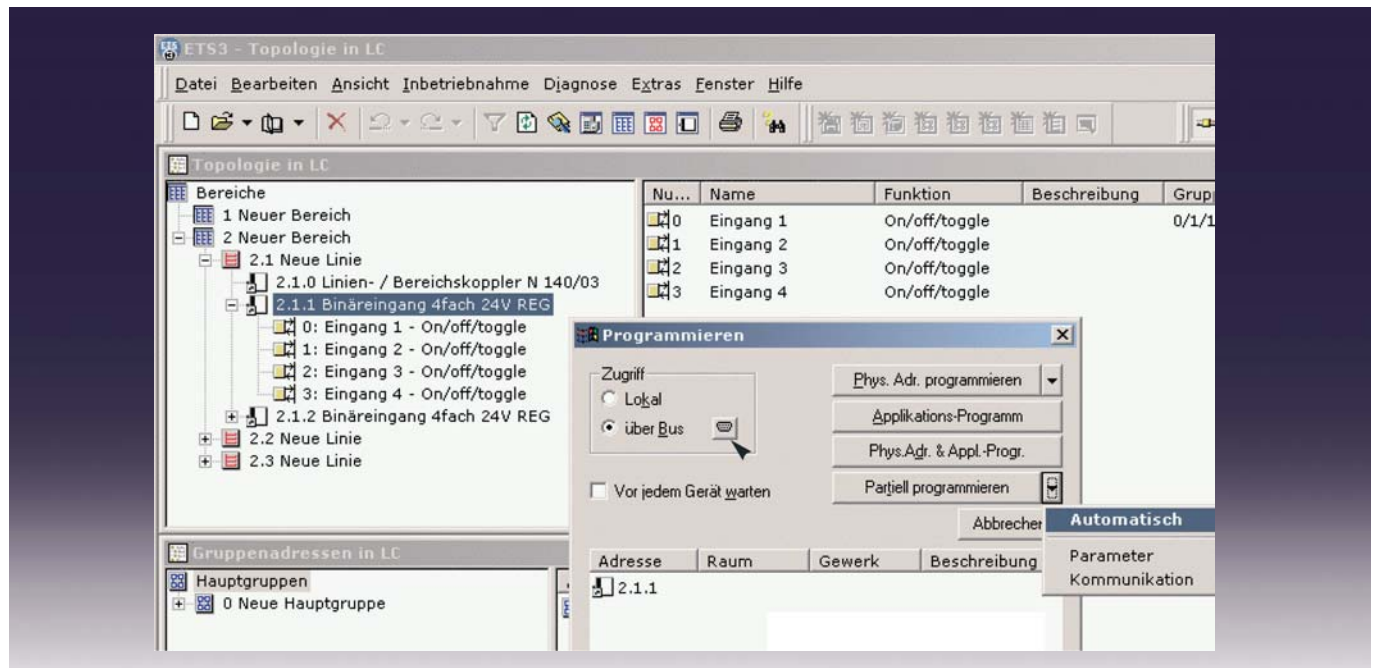 ETS3 - Topologie in LC
Datei Bearbeiten Ansicht Inbetriebnahme Diagnose Extras Fenster Hilfe
Topologie in LC
Bereiche
1 Neuer Bereich
2 Neuer Bereich
2.1 Neue Linie
2.1.0 Linien- / Bereichskoppler N 140/03
2.1.1 Binäreingang 4fach 24V REG
0: Eingang 1 - On/off/toggle
1: Eingang 2 - On/off/toggle
2: Eingang 3 - On/off/toggle
3: Eingang 4 - On/off/toggle
2.1.2 Binäreingang 4fach 24V REG
2.2 Neue Linie
2.3 Neue Linie
Nu... Name Funktion Beschreibung Grup
0 Eingang 1 On/off/toggle 0/1/1
1 Eingang 2 On/off/toggle
2 Eingang 3 On/off/toggle
3 Eingang 4 On/off/toggle
Programmieren
Zugriff
Lokal
über Bus
Vor jedem Gerät warten
Phys. Adr. programmieren
Applikations-Programm
Phys.Adr. & Appl.-Progr.
Partiell programmieren
Abbrecher
Automatisch
Parameter
Kommunikation
Adresse Raum Gewerk Beschreibung
2.1.1
Gruppenadressen in LC
Hauptgruppen
0 Neue Hauptgruppe